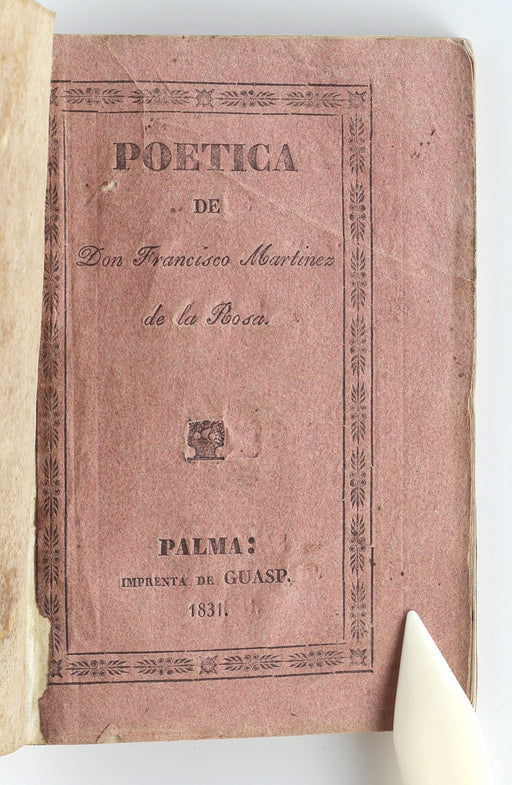 POETICA
DE
Don Francisco Martinez
de la Rosa.
PALMA:
IMPRENTA DE GUASP.
1831.